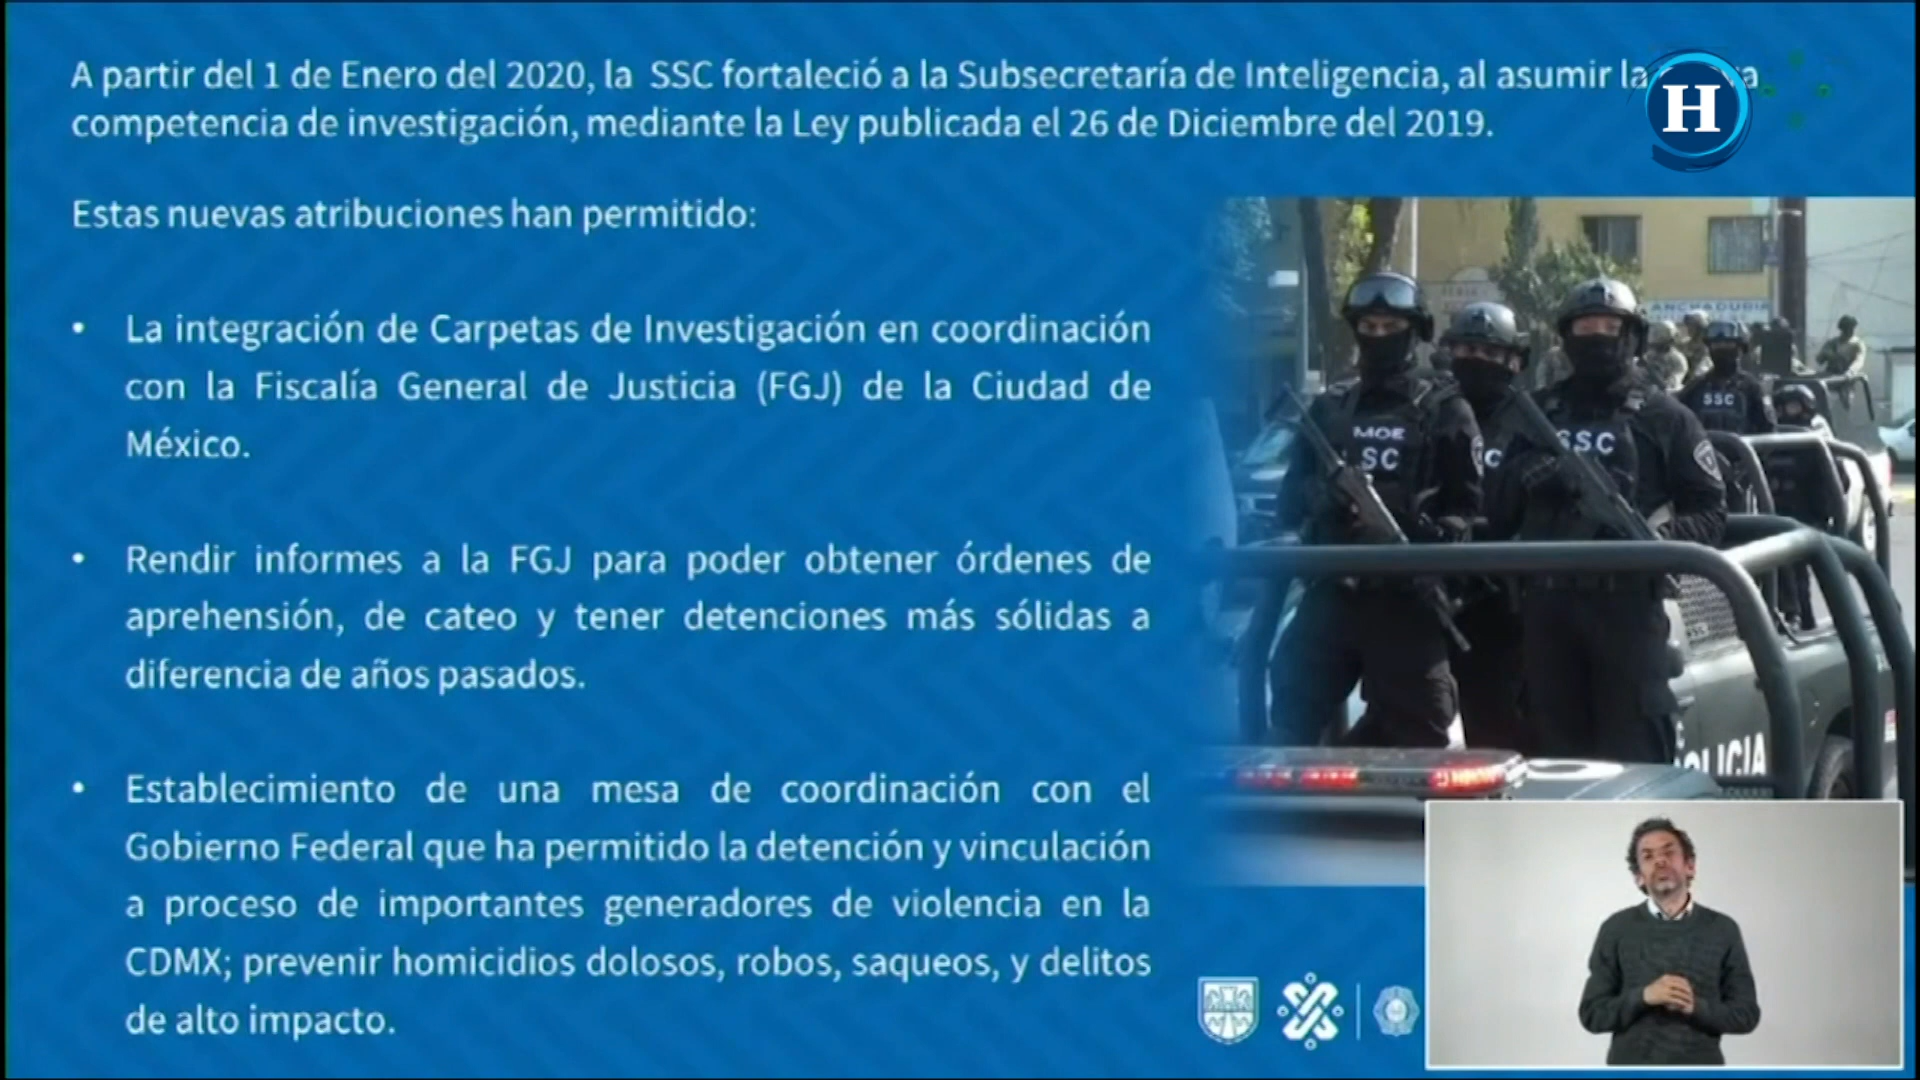 A partir del 1 de Enero del 2020, la SSC fortaleció a la Subsecretaría de Inteligencia, al asumir la
competencia de investigación, mediante la Ley publicada el 26 de Diciembre del 2019.
H
Estas nuevas atribuciones han permitido:
• La integración de Carpetas de Investigación en coordinación
con la Fiscalía General de Justicia (FGJ) de la Ciudad de
México.
• Rendir informes a la FGJ para poder obtener órdenes de
aprehensión, de cateo y tener detenciones más sólidas a
diferencia de años pasados.
• Establecimiento de una mesa de coordinación con el
Gobierno Federal que ha permitido la detención y vinculación
a proceso de importantes generadores de violencia en la
CDMX; prevenir homicidios dolosos, robos, saqueos, y delitos
de alto impacto.
SSC
MOE
SC
SSC
OLICIA